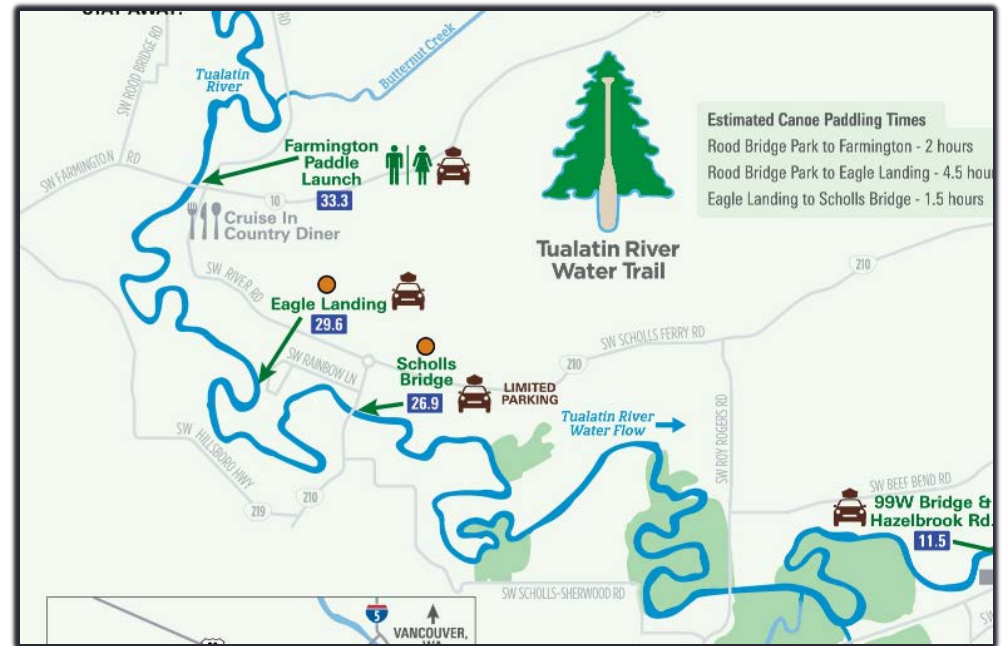 SW ROOD BRIDGE RD
RD
Tualatin
River
Butternut Creek
Farmington
Paddle
Launch
33.3
SW FARMINGTON RD
10
Cruise In
Country Diner
Estimated Canoe Paddling Times
Rood Bridge Park to Farmington - 2 hours
Rood Bridge Park to Eagle Landing - 4.5 hour
Eagle Landing to Scholls Bridge - 1.5 hours
Tualatin River
Water Trail
210
SW RIVER RD
Eagle Landing
29.6
SW SCHOLLS FERRY RD
210
SW RAINBOW LN
Scholls
Bridge
26.9
LIMITED
PARKING
Tualatin River
Water Flow
SW ROY ROGERS RD
SW HILLSBORO HWY
219
210
SW BEEF BEND RD
99W Bridge &
Hazelbrook Rd.
11.5
SW SCHOLLS-SHERWOOD RD
5
VANCOUVER,